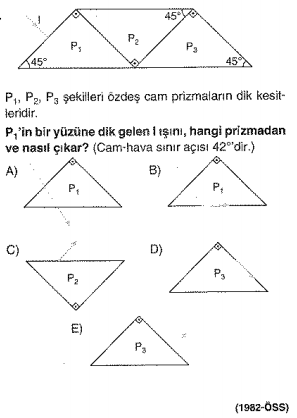 I
45°
P₁
P₂
P₃
45°
45°
P₁, P₂, P₃ şekilleri özdeş cam prizmaların dik kesit-
leridir.
P₁'in bir yüzüne dik gelen I ışını, hangi prizmadan
ve nasıl çıkar? (Cam-hava sınır açısı 42°'dir.)
A)
P₁
B)
P₁
C)
P₂
D)
P₃
E)
P₃
(1982-ÖSS)